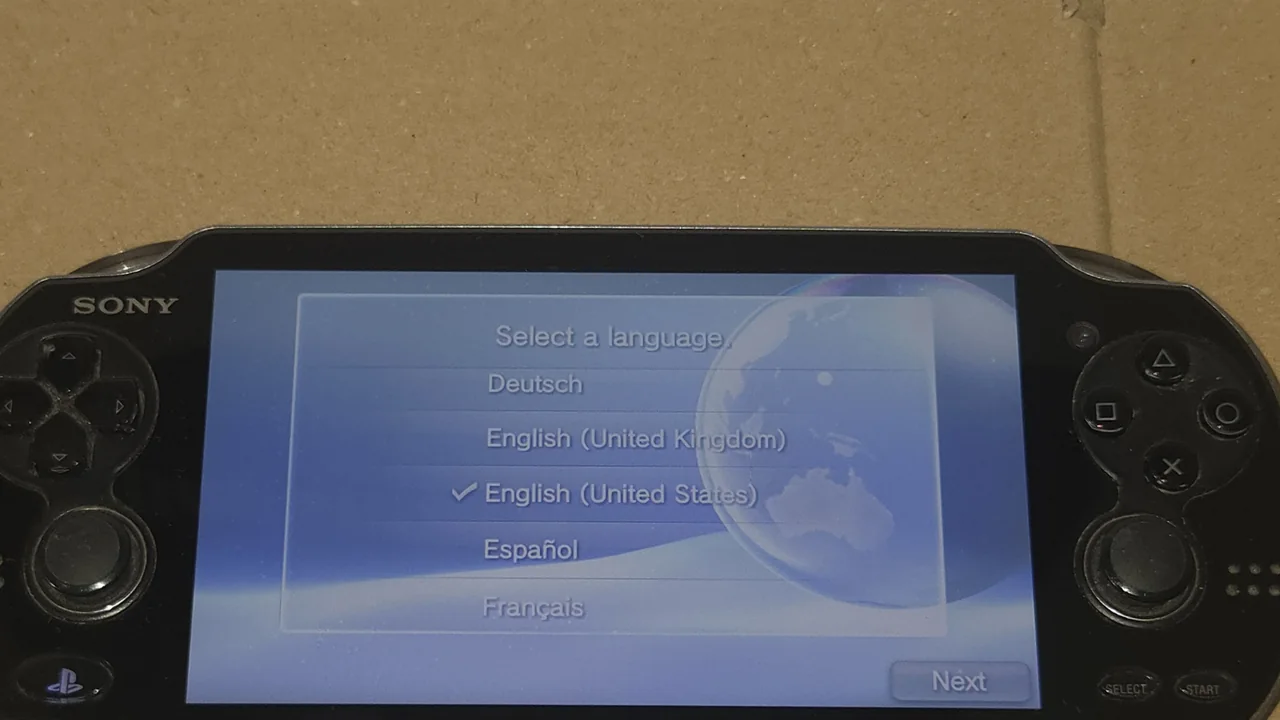 SONY
Select a language.
Deutsch
English (United Kingdom)
English (United States)
Español
Français
Next
SELECT
START